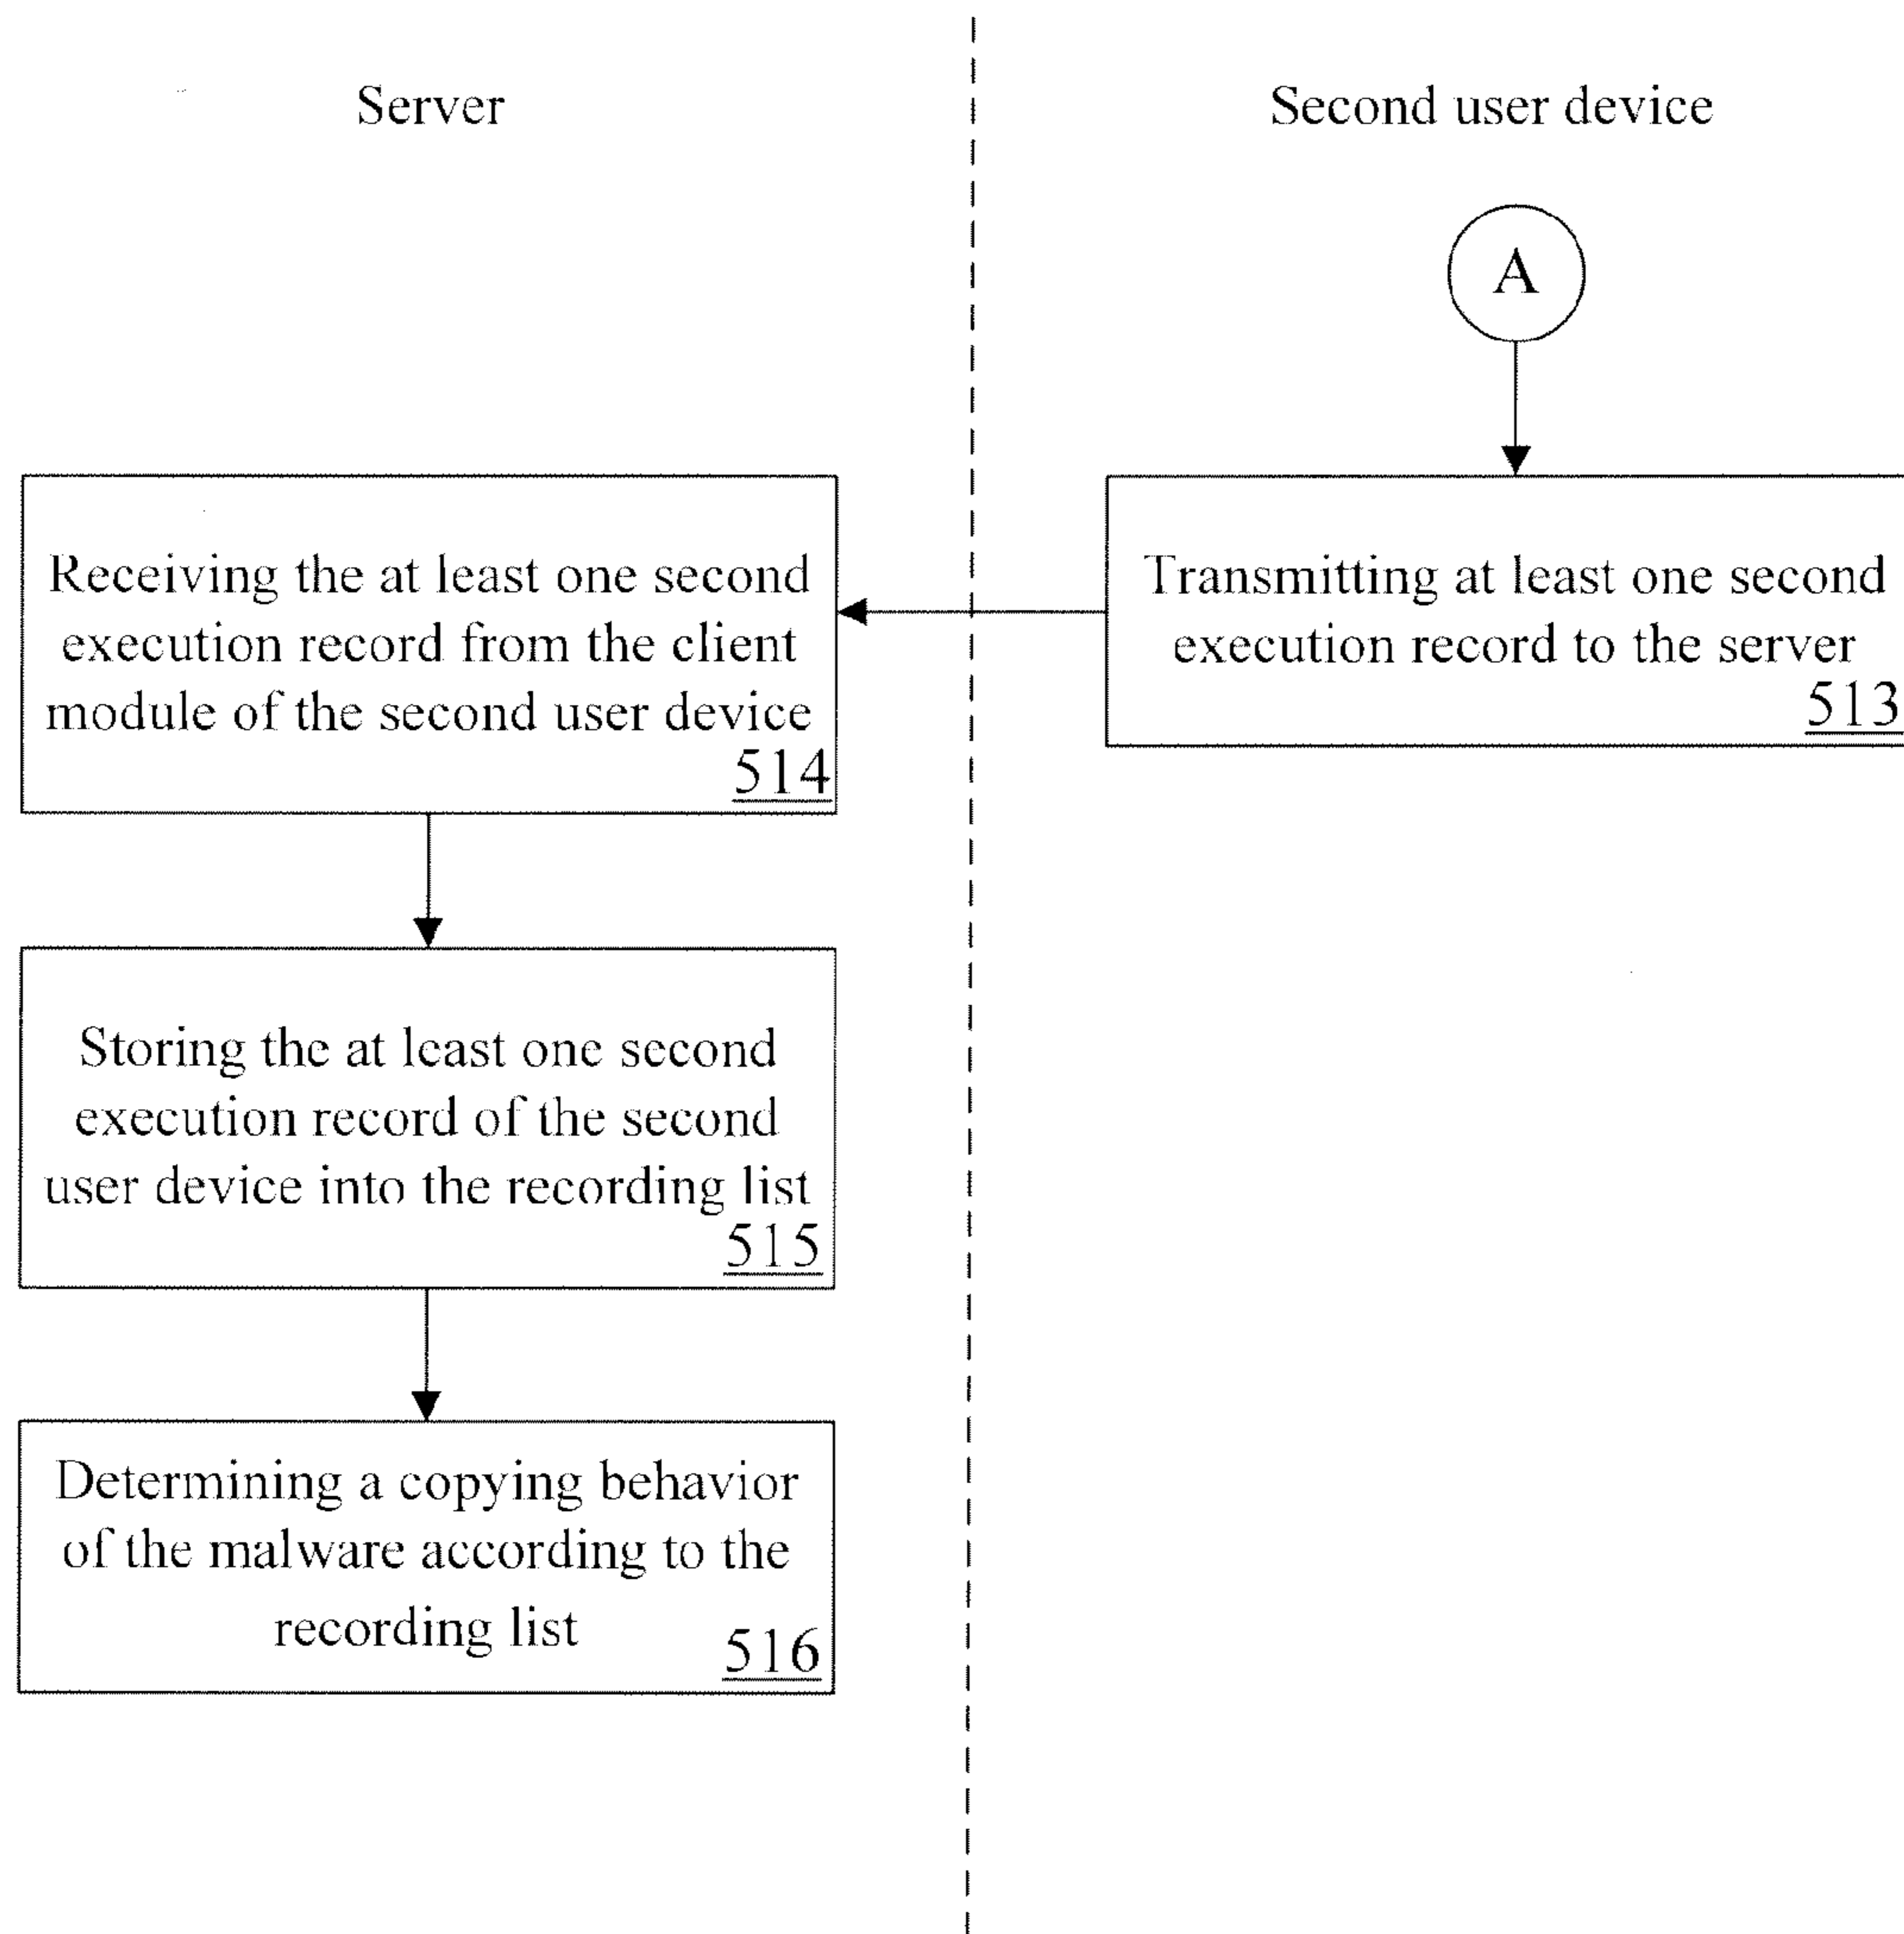 Server
Second user device
A
Transmitting at least one second
execution record to the server
513
Receiving the at least one second
execution record from the client
module of the second user device
514
Storing the at least one second
execution record of the second
user device into the recording list
515
Determining a copying behavior
of the malware according to the
recording list
516